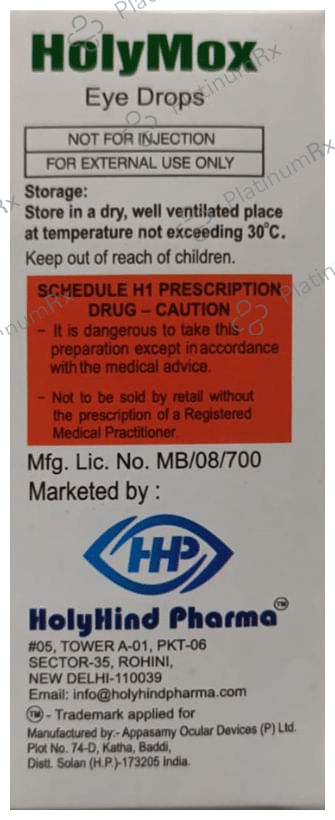 HolyMox
Eye Drops
NOT FOR INJECTION
FOR EXTERNAL USE ONLY
Storage:
Store in a dry, well ventilated place
at temperature not exceeding 30°C.
Keep out of reach of children.
SCHEDULE H1 PRESCRIPTION
DRUG – CAUTION
– It is dangerous to take this
preparation except in accordance
with the medical advice.
– Not to be sold by retail without
the prescription of a Registered
Medical Practitioner.
Mfg. Lic. No. MB/08/700
Marketed by :
HHP
HolyHind Pharma™
#05, TOWER A-01, PKT-06
SECTOR-35, ROHINI,
NEW DELHI-110039
Email: info@holyhindpharma.com
™ - Trademark applied for
Manufactured by:- Appasamy Ocular Devices (P) Ltd.
Plot No. 74-D, Katha, Baddi,
Distt. Solan (H.P.)-173205 India.
PlatinumRx